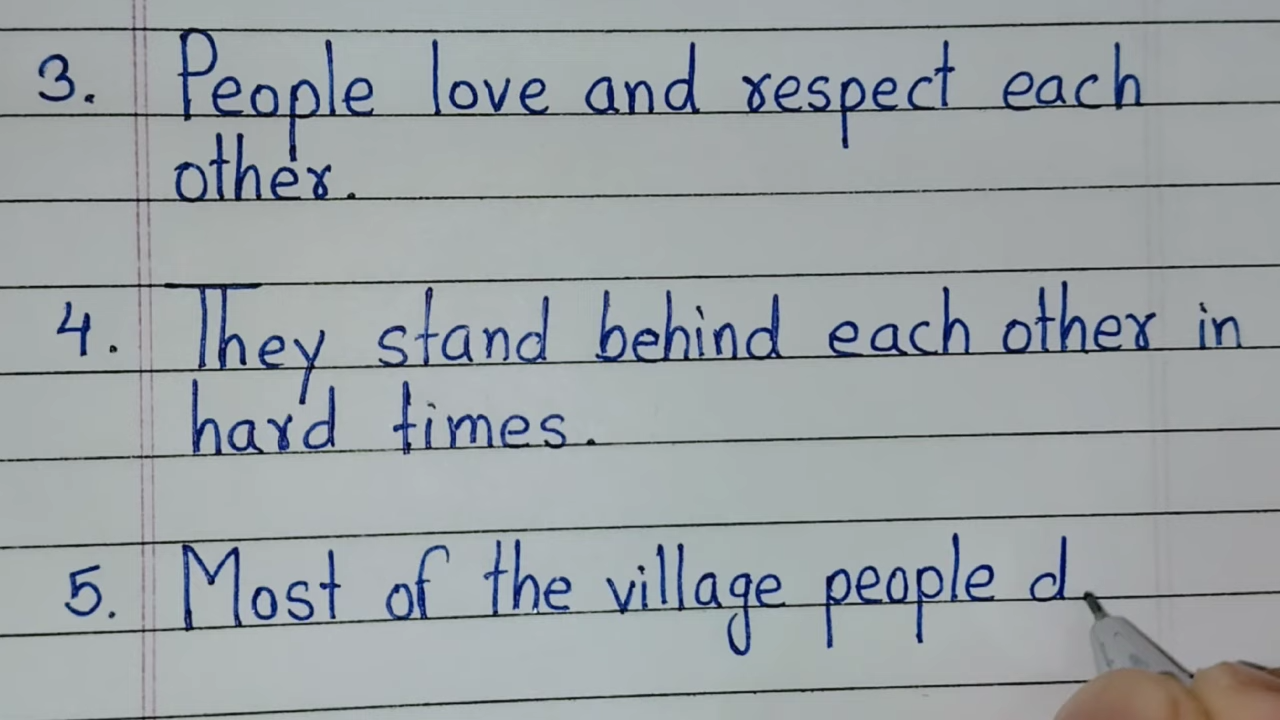 3. People love and respect each
other.
4. They stand behind each other in
hard times.
5. Most of the village people d